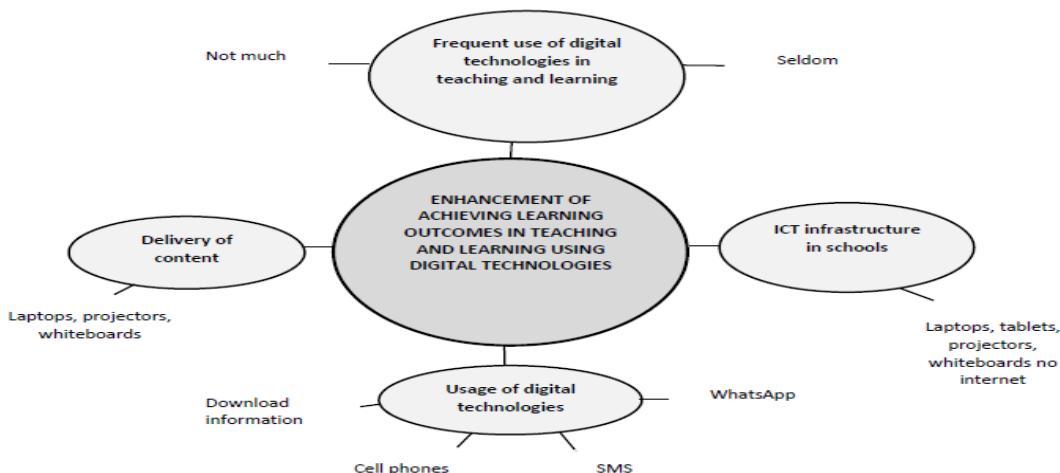 Frequent use of digital
technologies in
teaching and learning
Not much
Seldom
ENHANCEMENT OF
ACHIEVING LEARNING
OUTCOMES IN TEACHING
AND LEARNING USING
DIGITAL TECHNOLOGIES
Delivery of
content
ICT infrastructure
in schools
Laptops, projectors,
whiteboards
Laptops, tablets,
projectors,
whiteboards no
internet
Usage of digital
technologies
Download
information
WhatsApp
Cell phones
SMS